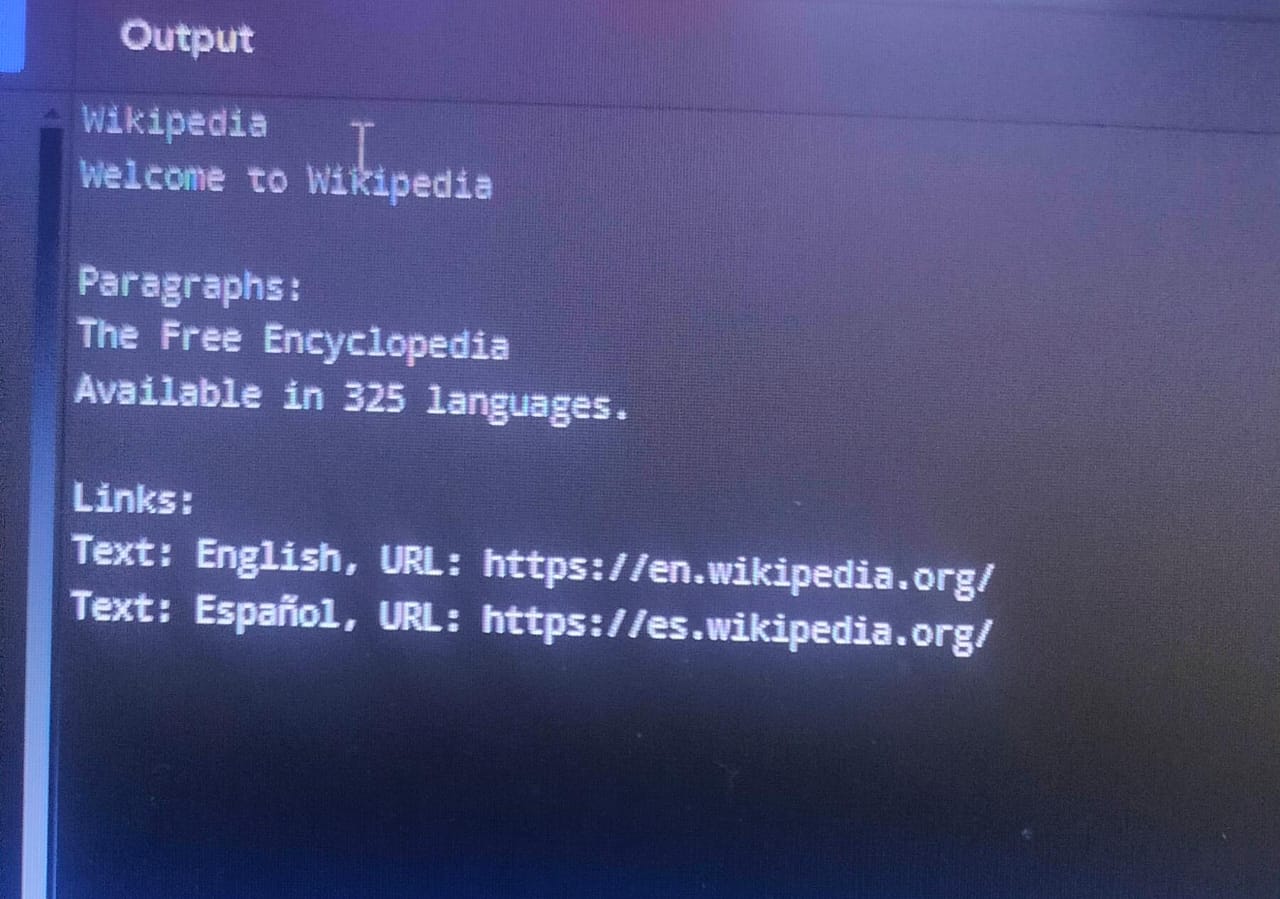 Output
Wikipedia
Welcome to Wikipedia
Paragraphs:
The Free Encyclopedia
Available in 325 languages.
Links:
Text: English, URL: https://en.wikipedia.org/
Text: Español, URL: https://es.wikipedia.org/